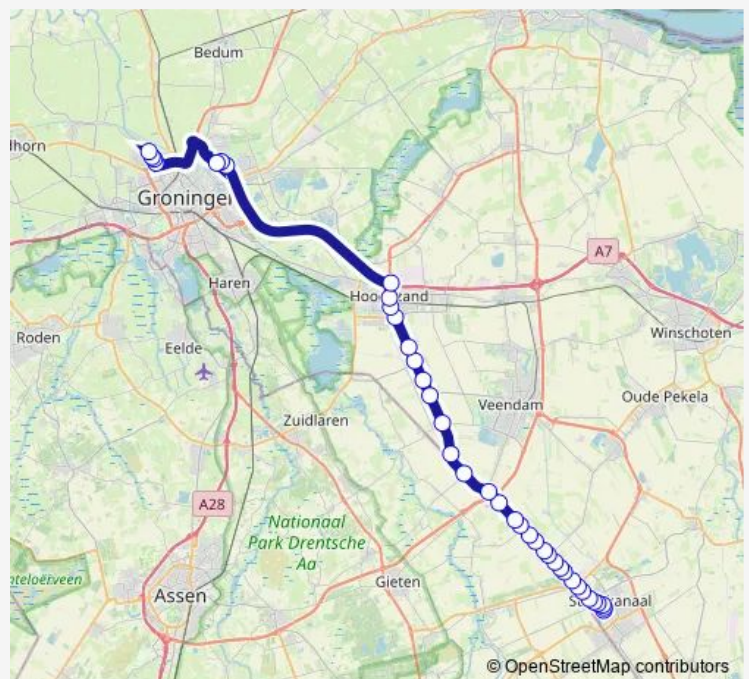 Bedum
Groningen
A7
Haren
Winschoten
Roden
Eelde
Veendam
Oude Pekela
Zuidlaren
A28
Nationaal
Park Drentsche
Aa
Gieten
Assen
© OpenStreetMap contributors